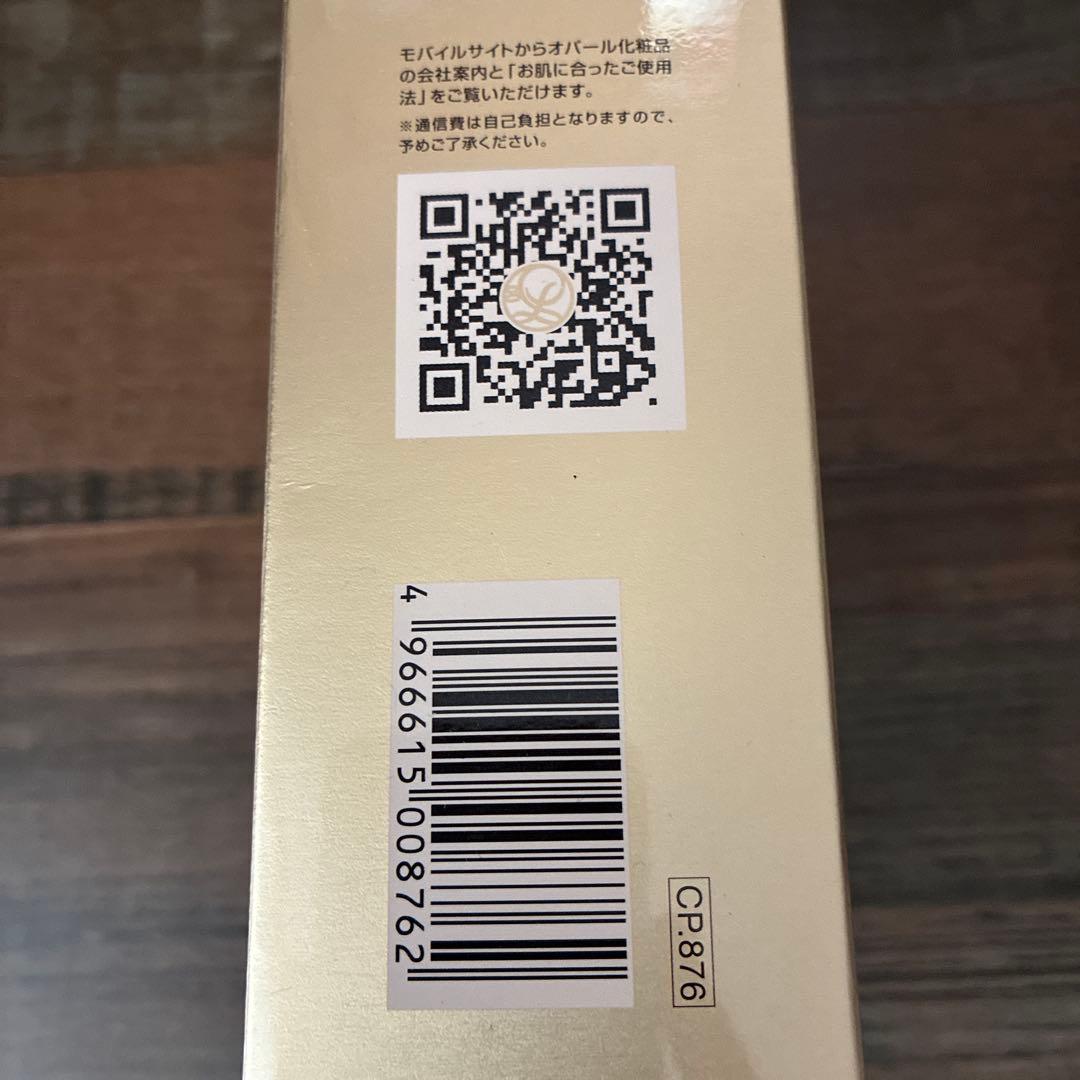 モバイルサイトからオパール化粧品
の会社案内と「お肌に合ったご使用
法」をご覧いただけます。
※通信費は自己負担となりますので、
予めご了承ください。
4 966615 008762
CP.876